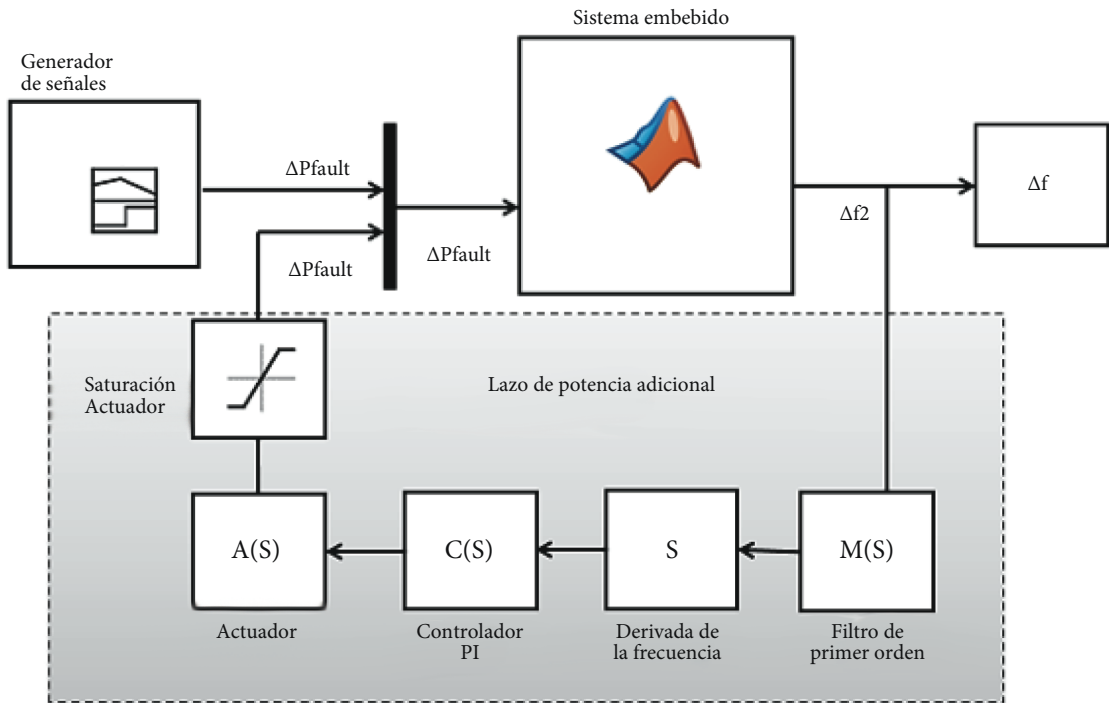 Sistema embebido
Generador
de señales
ΔPfault
Δf
Δf2
ΔPfault
ΔPfault
Saturación
Actuador
Lazo de potencia adicional
A(S)
C(S)
S
M(S)
Actuador
Controlador
PI
Derivada de
la frecuencia
Filtro de
primer orden